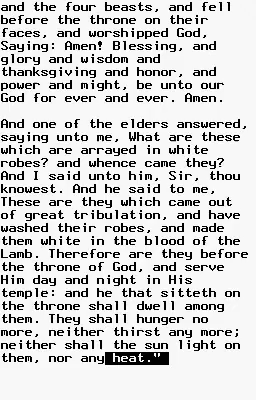 and the four beasts, and fell
before the throne on their
faces, and worshipped God,
Saying: Amen! Blessing, and
glory and wisdom and
thanksgiving and honor, and
power and might, be unto our
God for ever and ever. Amen.
And one of the elders answered,
saying unto me, What are these
which are arrayed in white
robes? and whence came they?
And I said unto him, Sir, thou
knowest. And he said to me,
These are they which came out
of great tribulation, and have
washed their robes, and made
them white in the blood of the
Lamb. Therefore are they before
the throne of God, and serve
Him day and night in His
temple: and he that sitteth on
the throne shall dwell among
them. They shall hunger no
more, neither thirst any more;
neither shall the sun light on
them, nor any heat."